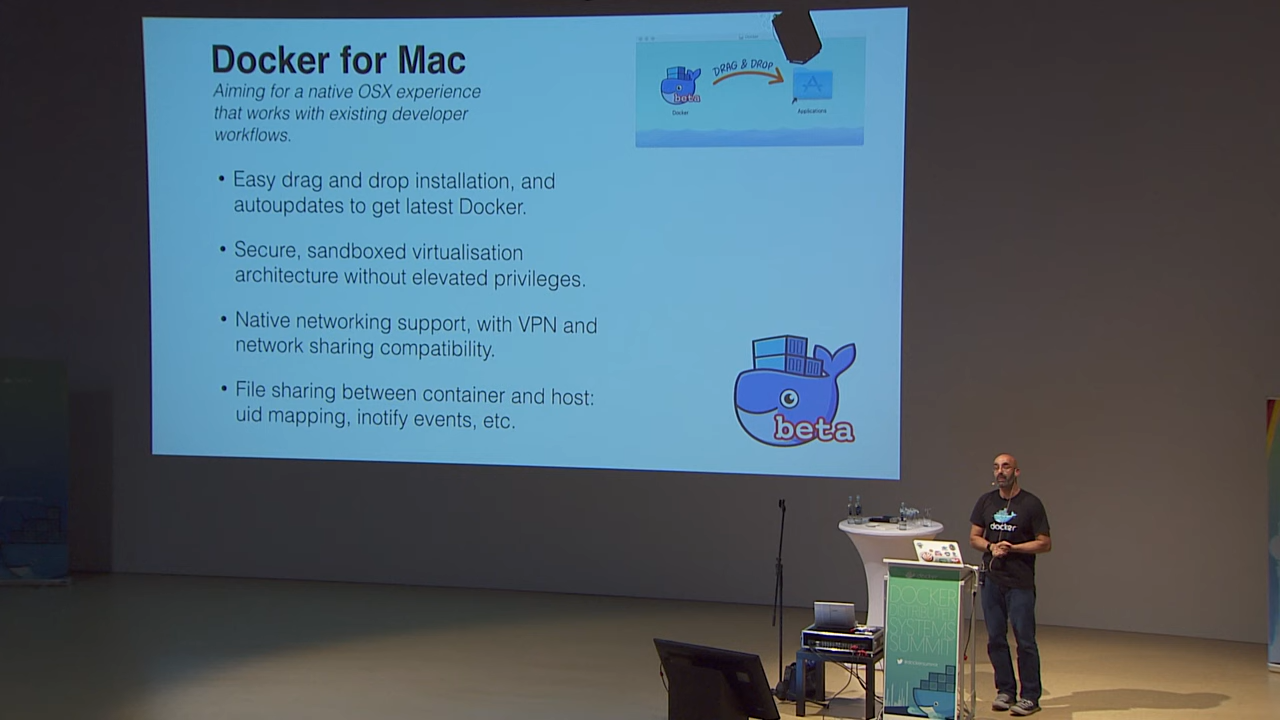 Docker for Mac
Aiming for a native OSX experience
that works with existing developer
workflows.
• Easy drag and drop installation, and
autoupdates to get latest Docker.
• Secure, sandboxed virtualisation
architecture without elevated privileges.
• Native networking support, with VPN and
network sharing compatibility.
• File sharing between container and host:
uid mapping, inotify events, etc.
DRAG & DROP
beta
Docker
Applications
beta
docker
DOCKER
SUMMIT